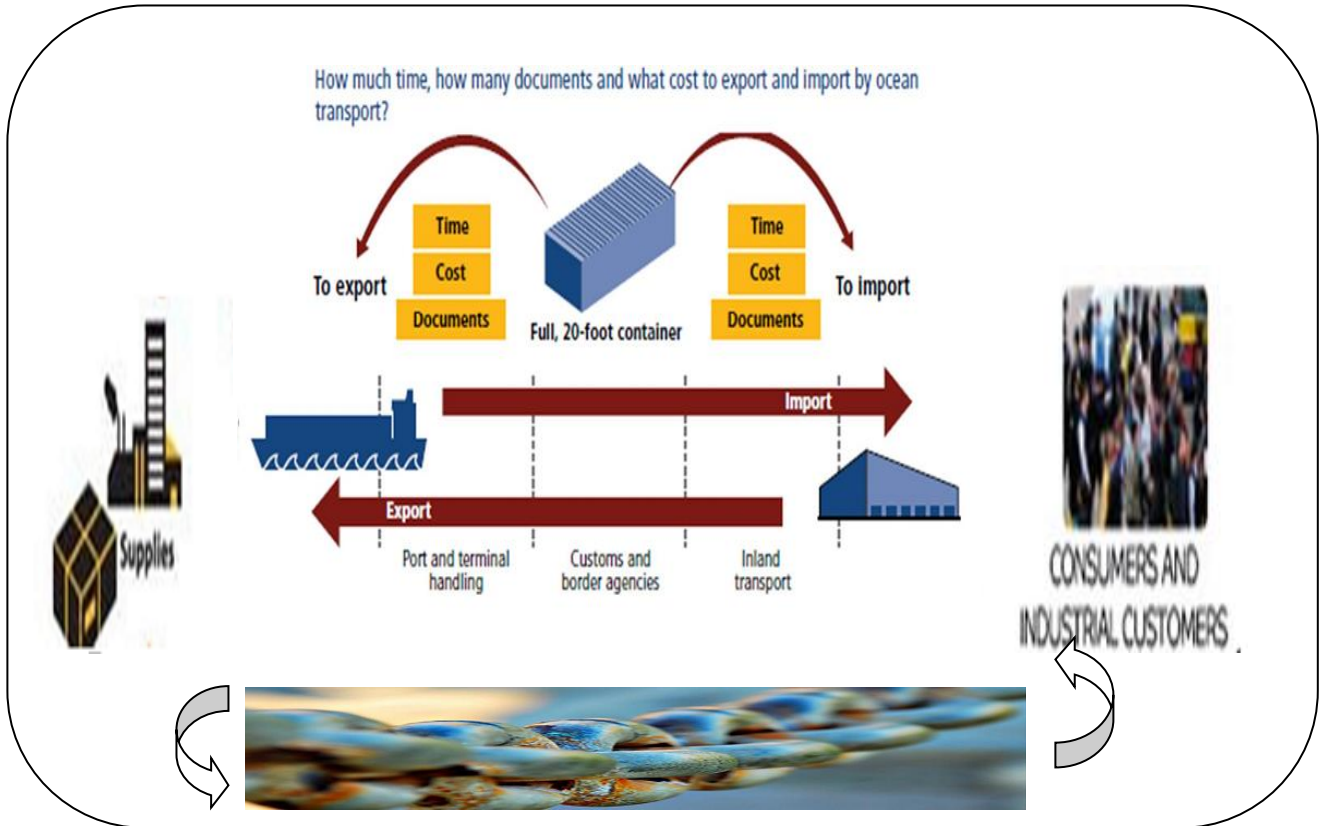 How much time, how many documents and what cost to export and import by ocean
transport?
Time
Cost
Documents
To export
Full, 20-foot container
Time
Cost
Documents
To import
Import
Export
Port and terminal
handling
Customs and
border agencies
Inland
transport
Supplies
CONSUMERS AND
INDUSTRIAL CUSTOMERS